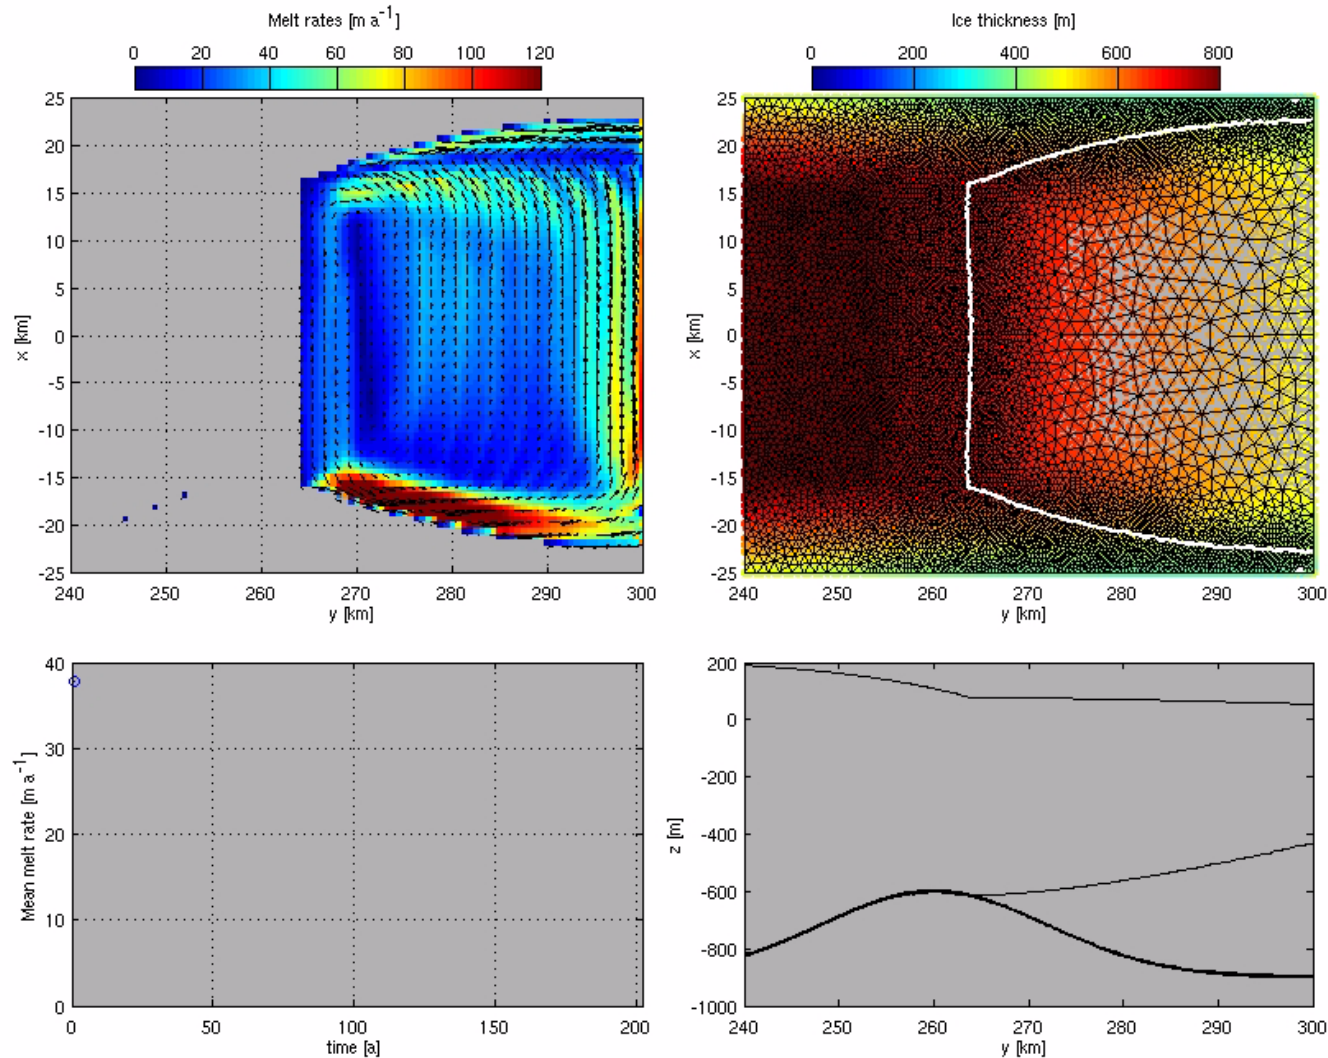 Melt rates [m a⁻¹]
0 20 40 60 80 100 120
25
20
15
10
5
0
-5
-10
-15
-20
-25
x [km]
240 250 260 270 280 290 300
y [km]
Ice thickness [m]
0 200 400 600 800
25
20
15
10
5
0
-5
-10
-15
-20
-25
x [km]
240 250 260 270 280 290 300
y [km]
40
30
20
10
0
Mean melt rate [m a⁻¹]
0 50 100 150 200
time [a]
200
0
-200
-400
-600
-800
-1000
z [m]
240 250 260 270 280 290 300
y [km]